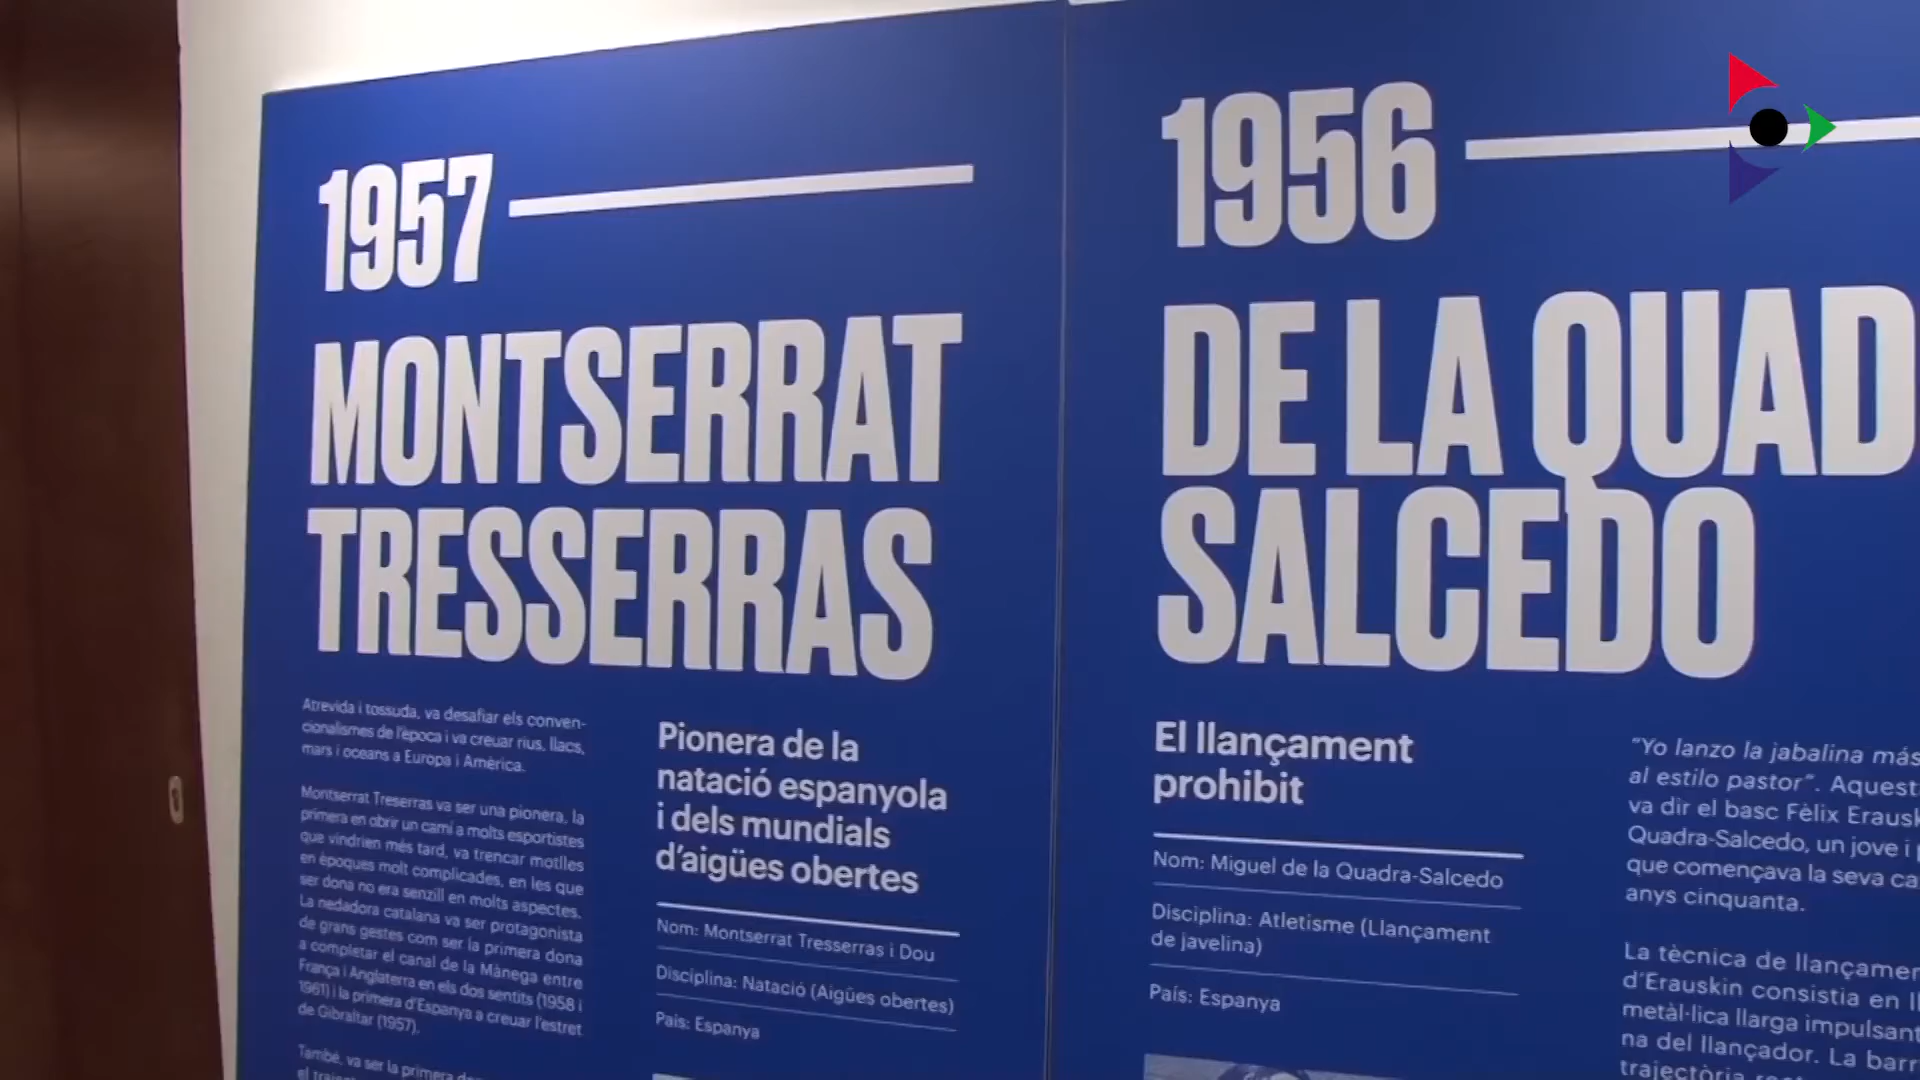 1957
MONTSERRAT
TRESSERRAS
Atrevida i tossuda, va desafiar els conven-
cionalismes de l'època i va creuar rius, llacs,
mars i oceans a Europa i Amèrica.
Montserrat Treserras va ser una pionera, la
primera en obrir un camí a molts esportistes
que vindrien més tard, va trencar motlles
en èpoques molt complicades, en les que
ser dona no era senzill en molts aspectes.
La nedadora catalana va ser protagonista
de grans gestes com ser la primera dona
a completar el canal de la Mànega entre
França i Anglaterra en els dos sentits (1958 i
1961) i la primera d'Espanya a creuar l'estret
de Gibraltar (1957).
També, va ser la primera
Pionera de la
natació espanyola
i dels mundials
d'aigües obertes
Nom: Montserrat Tresserras i Dou
Disciplina: Natació (Aigües obertes)
País: Espanya
1956
DE LA QUAD
SALCEDO
El llançament
prohibit
Nom: Miguel de la Quadra-Salcedo
Disciplina: Atletisme (Llançament
de javelina)
País: Espanya
"Yo lanzo la jabalina más
al estilo pastor". Aquest
va dir el basc Fèlix Erausk
Quadra-Salcedo, un jove i p
que començava la seva ca
anys cinquanta.
La tècnica de llançamen
d'Erauskin consistia en ll
metàl·lica llarga impulsant
na del llançador. La barr
trajectòria